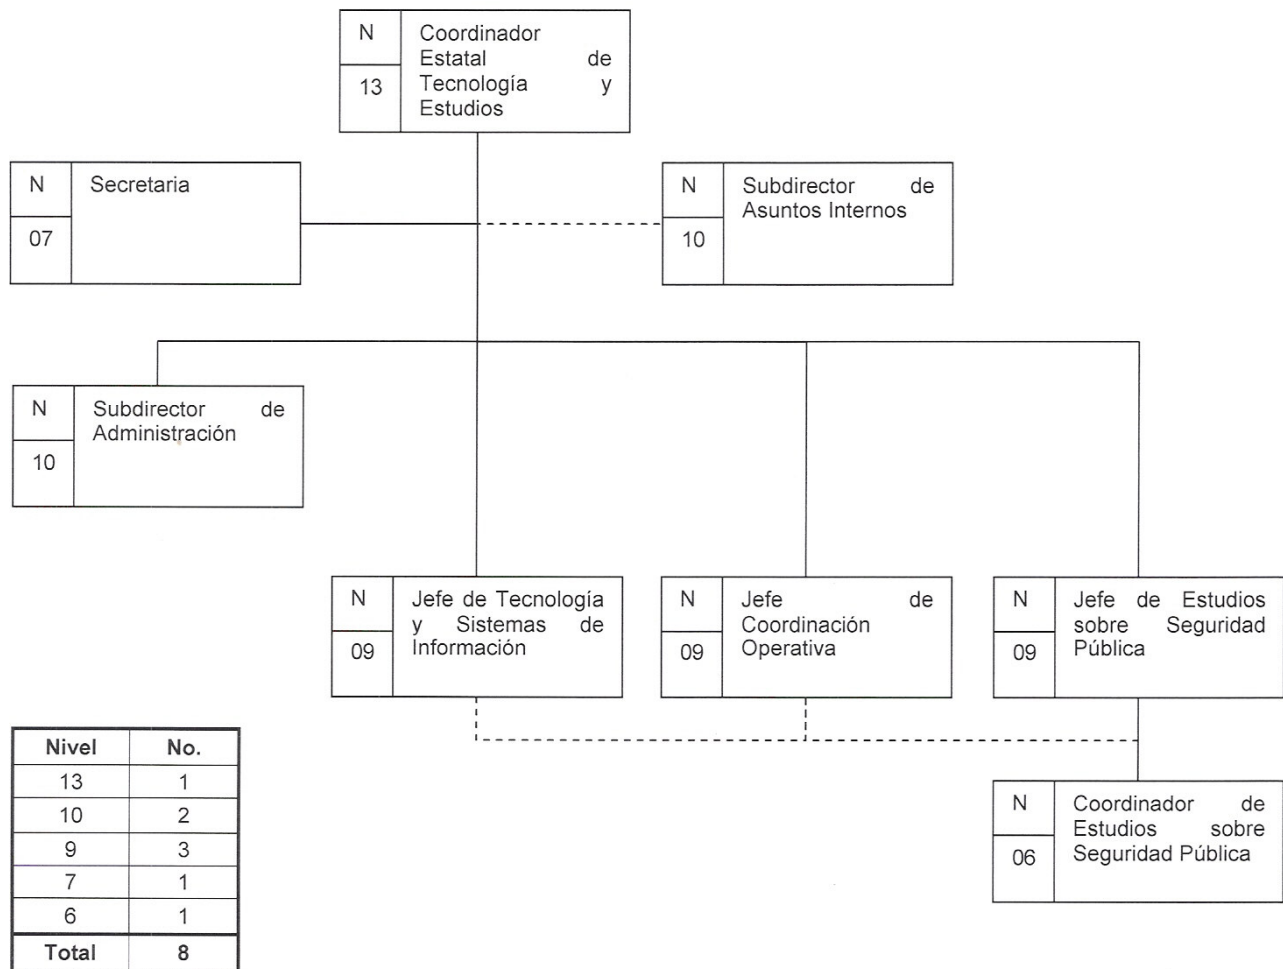 N
Coordinador
Estatal de
13
Tecnología y
Estudios
N
Secretaria
07
N
Subdirector de
Asuntos Internos
10
N
Subdirector de
Administración
10
N
Jefe de Tecnología
y Sistemas de
09
Información
N
Jefe de
Coordinación
09
Operativa
N
Jefe de Estudios
sobre Seguridad
09
Pública
Nivel No.
13 1
10 2
9 3
7 1
6 1
Total 8
N
Coordinador de
Estudios sobre
06
Seguridad Pública